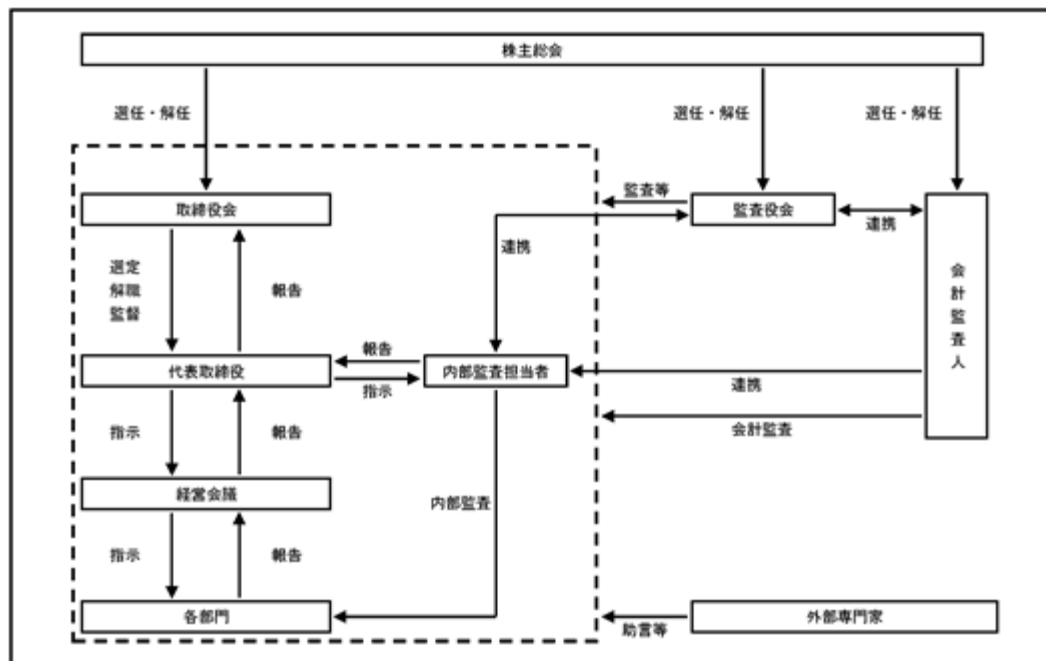 株主総会
選任・解任
選任・解任
選任・解任
監査等
取締役会
監査役会
連携
連携
選定
解職
監督
報告
会計監査人
報告
代表取締役
内部監査担当者
指示
連携
会計監査
指示
報告
経営会議
内部監査
指示
報告
各部門
外部専門家
助言等